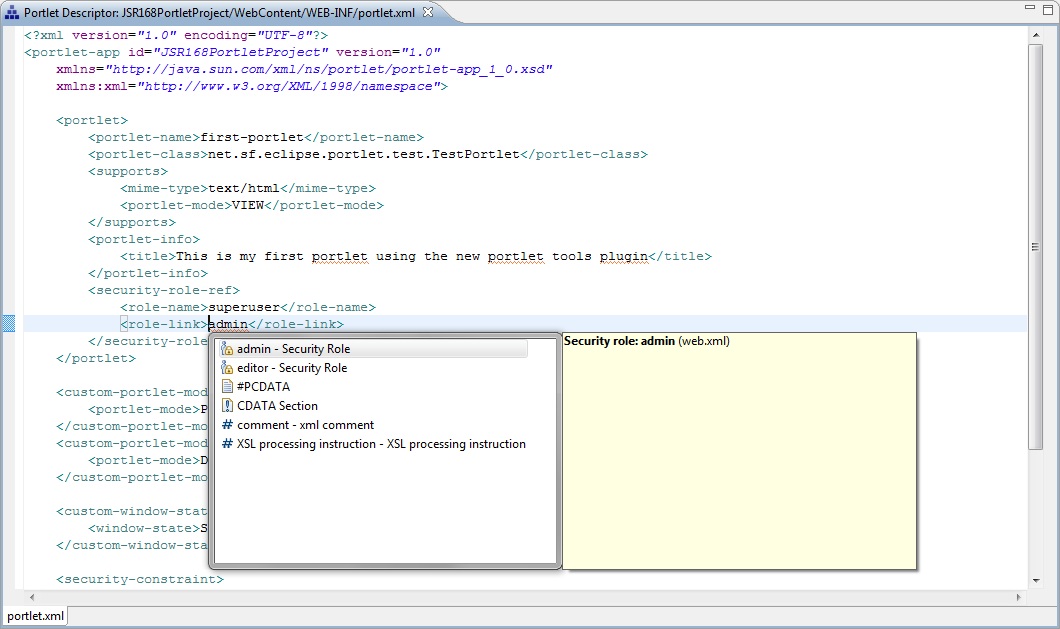 Portlet Descriptor: JSR168PortletProject/WebContent/WEB-INF/portlet.xml
<?xml version="1.0" encoding="UTF-8"?>
<portlet-app id="JSR168PortletProject" version="1.0"
xmlns="http://java.sun.com/xml/ns/portlet/portlet-app_1_0.xsd"
xmlns:xml="http://www.w3.org/XML/1998/namespace">
<portlet>
<portlet-name>first-portlet</portlet-name>
<portlet-class>net.sf.eclipse.portlet.test.TestPortlet</portlet-class>
<supports>
<mime-type>text/html</mime-type>
<portlet-mode>VIEW</portlet-mode>
</supports>
<portlet-info>
<title>This is my first portlet using the new portlet tools plugin</title>
</portlet-info>
<security-role-ref>
<role-name>superuser</role-name>
<role-link>admin</role-link>
</security-role
</portlet>
<custom-portlet-mod
<portlet-mode>P
</custom-portlet-mo
<custom-portlet-mod
<portlet-mode>D
</custom-portlet-mo
<custom-window-stat
<window-state>S
</custom-window-sta
<security-constraint>
admin - Security Role
editor - Security Role
#PCDATA
CDATA Section
# comment - xml comment
# XSL processing instruction - XSL processing instruction
Security role: admin (web.xml)
portlet.xml